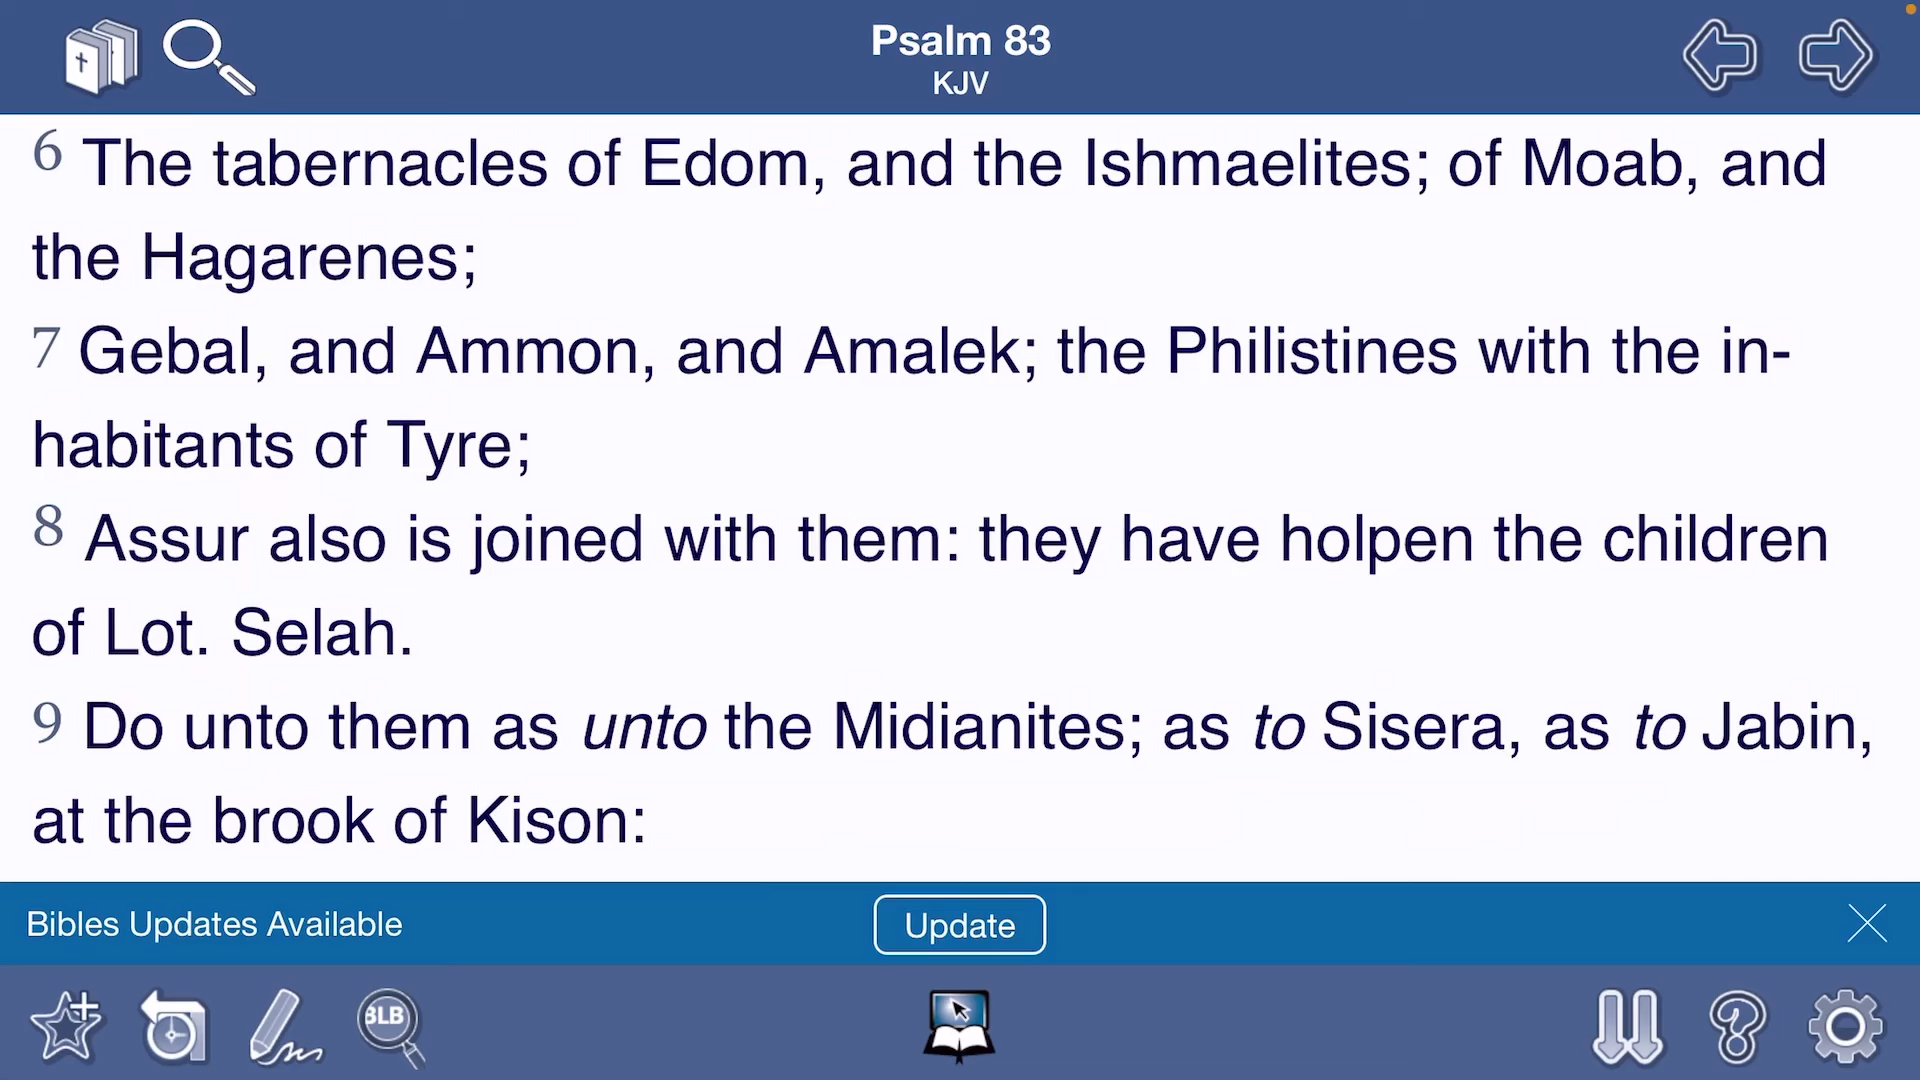 Psalm 83
KJV
6 The tabernacles of Edom, and the Ishmaelites; of Moab, and
the Hagarenes;
7 Gebal, and Ammon, and Amalek; the Philistines with the in-
habitants of Tyre;
8 Assur also is joined with them: they have holpen the children
of Lot. Selah.
9 Do unto them as unto the Midianites; as to Sisera, as to Jabin,
at the brook of Kison:
Bibles Updates Available
Update
BLB